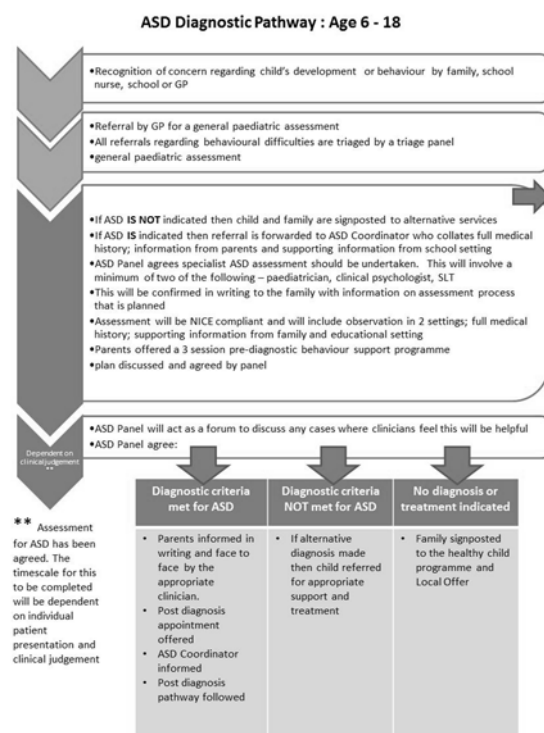 ASD Diagnostic Pathway : Age 6 - 18
•Recognition of concern regarding child's development or behaviour by family, school
nurse, school or GP
•Referral by GP for a general paediatric assessment
•All referrals regarding behavioural difficulties are triaged by a triage panel
•general paediatric assessment
•If ASD IS NOT indicated then child and family are signposted to alternative services
•If ASD IS indicated then referral is forwarded to ASD Coordinator who collates full medical
history; information from parents and supporting information from school setting
•ASD Panel agrees specialist ASD assessment should be undertaken. This will involve a
minimum of two of the following – paediatrician, clinical psychologist, SLT
•This will be confirmed in writing to the family with information on assessment process
that is planned
•Assessment will be NICE compliant and will include observation in 2 settings; full medical
history; supporting information from family and educational setting
•Parents offered a 3 session pre-diagnostic behaviour support programme
•plan discussed and agreed by panel
•ASD Panel will act as a forum to discuss any cases where clinicians feel this will be helpful
•ASD Panel agree:
Dependent on
clinical judgement
**
** Assessment
for ASD has been
agreed. The
timescale for this
to be completed
will be dependent
on individual
patient
presentation and
clinical judgement
Diagnostic criteria
met for ASD
• Parents informed in
writing and face to
face by the
appropriate
clinician.
• Post diagnosis
appointment
offered
• ASD Coordinator
informed
• Post diagnosis
pathway followed
Diagnostic criteria
NOT met for ASD
• If alternative
diagnosis made
then child referred
for appropriate
support and
treatment
No diagnosis or
treatment indicated
• Family signposted
to the healthy child
programme and
Local Offer